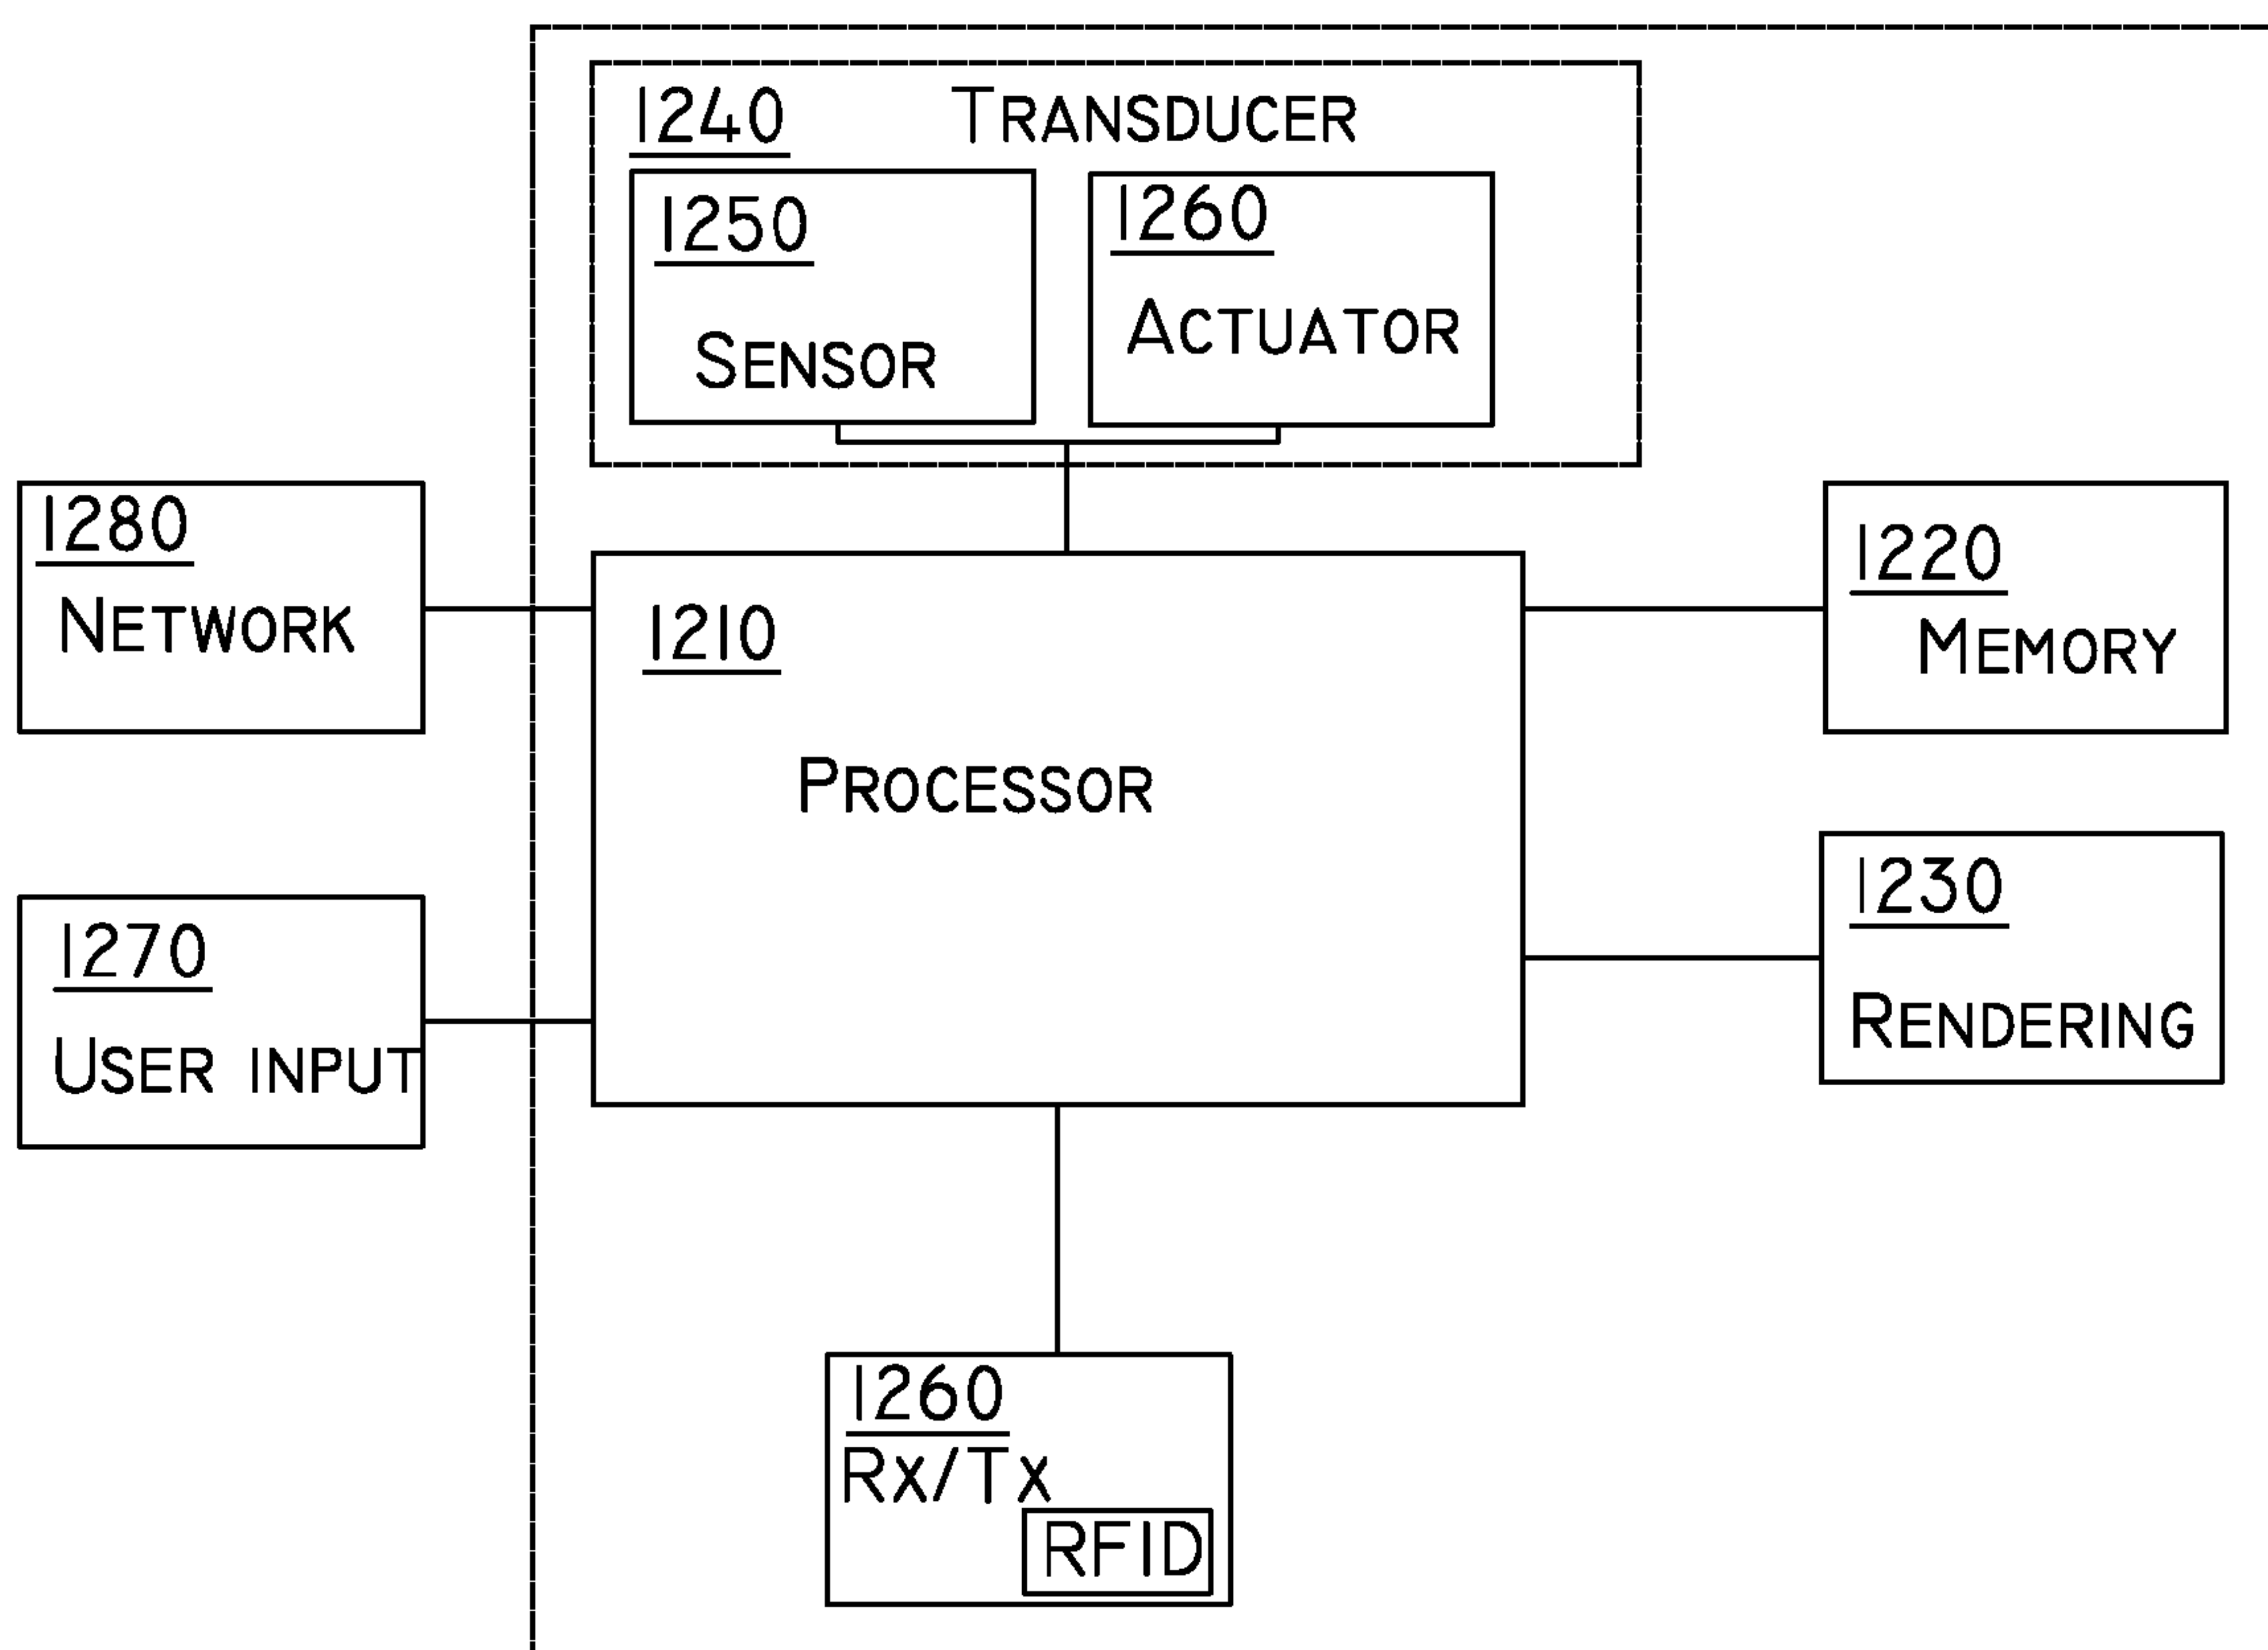 1240 TRANSDUCER
1250
SENSOR
1260
ACTUATOR
1280
NETWORK
1220
MEMORY
1210
PROCESSOR
1270
USER INPUT
1230
RENDERING
1260
RX/TX
RFID